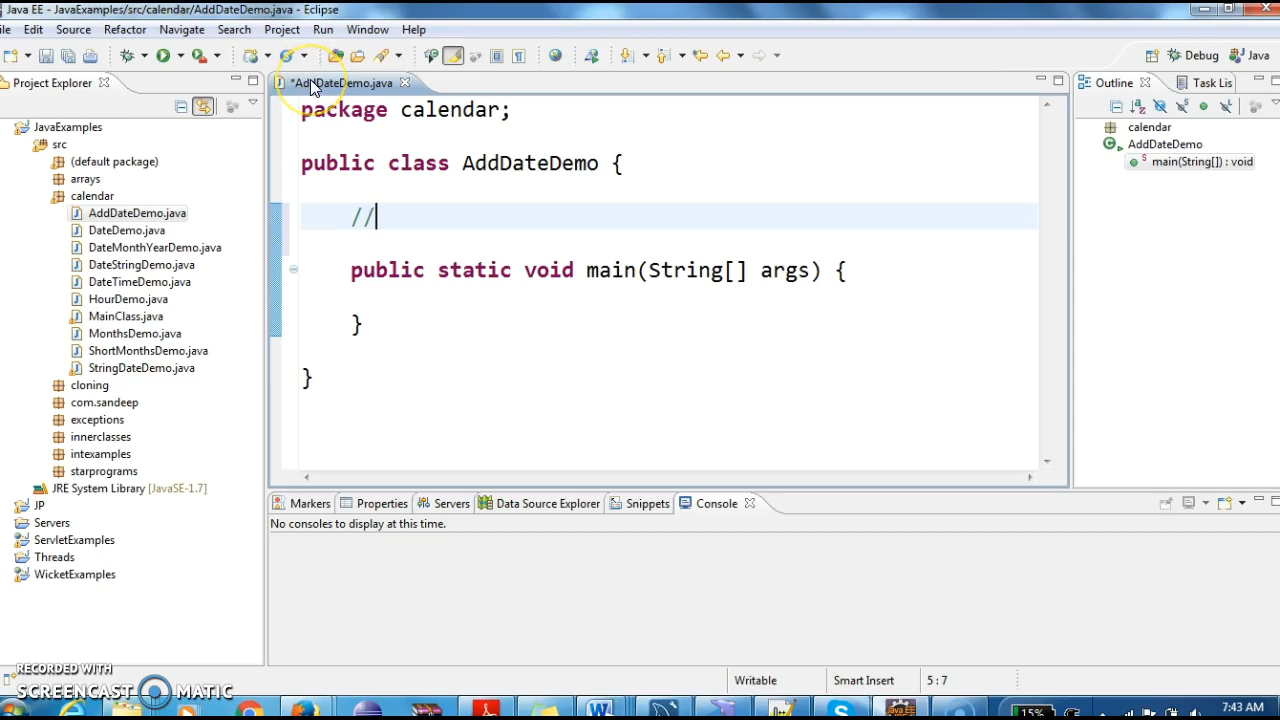 Java EE - JavaExamples/src/calendar/AddDateDemo.java - Eclipse
Edit Source Refactor Navigate Search Project Run Window Help
Debug Java
Project Explorer
JavaExamples
src
(default package)
arrays
calendar
AddDateDemo.java
DateDemo.java
DateMonthYearDemo.java
DateStringDemo.java
DateTimeDemo.java
HourDemo.java
MainClass.java
MonthsDemo.java
ShortMonthsDemo.java
StringDateDemo.java
cloning
com.sandeep
exceptions
innerclasses
intexamples
starprograms
JRE System Library [JavaSE-1.7]
JP
Servers
ServletExamples
Threads
WicketExamples
*AddDateDemo.java
package calendar;
public class AddDateDemo {
//
public static void main(String[] args) {
}
}
Outline Task Lis
calendar
AddDateDemo
main(String[]) : void
Markers Properties Servers Data Source Explorer Snippets Console
No consoles to display at this time.
Writable Smart Insert 5 : 7
RECORDED WITH
SCREENCAST MATIC
15% 7:43 AM